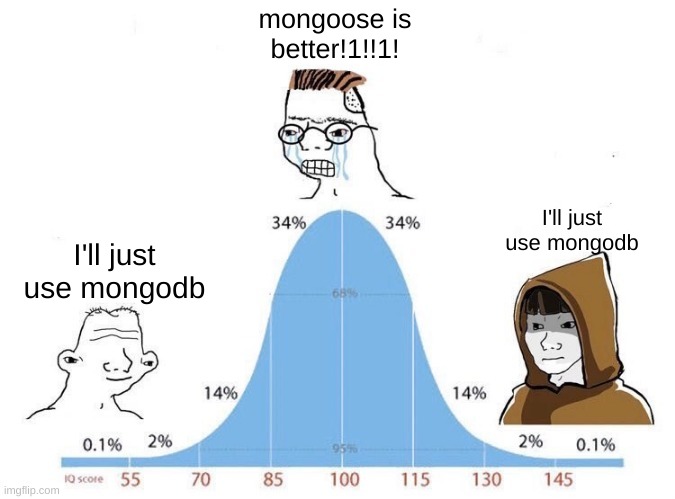 mongoose is
better!1!!1!
I'll just
use mongodb
34% 34%
I'll just
use mongodb
68%
14% 14%
0.1% 2% 95% 2% 0.1%
IQ score 55 70 85 100 115 130 145
imgflip.com